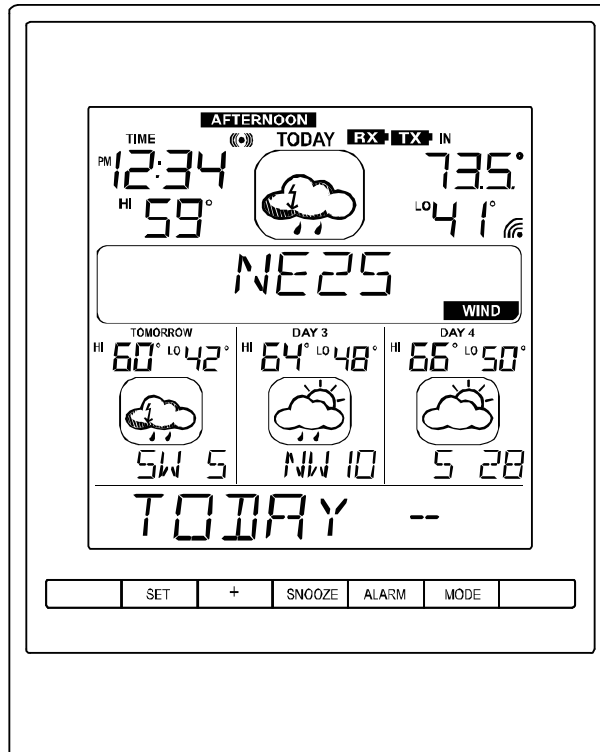 AFTERNOON
TIME TODAY RX TX IN
PM 12:34 73.5°
HI 59° LO 41°
NE25
WIND
TOMORROW DAY 3 DAY 4
HI 60° LO 42° HI 64° LO 48° HI 66° LO 50°
SW 5 NW 10 S 28
TODAY --
SET + SNOOZE ALARM MODE